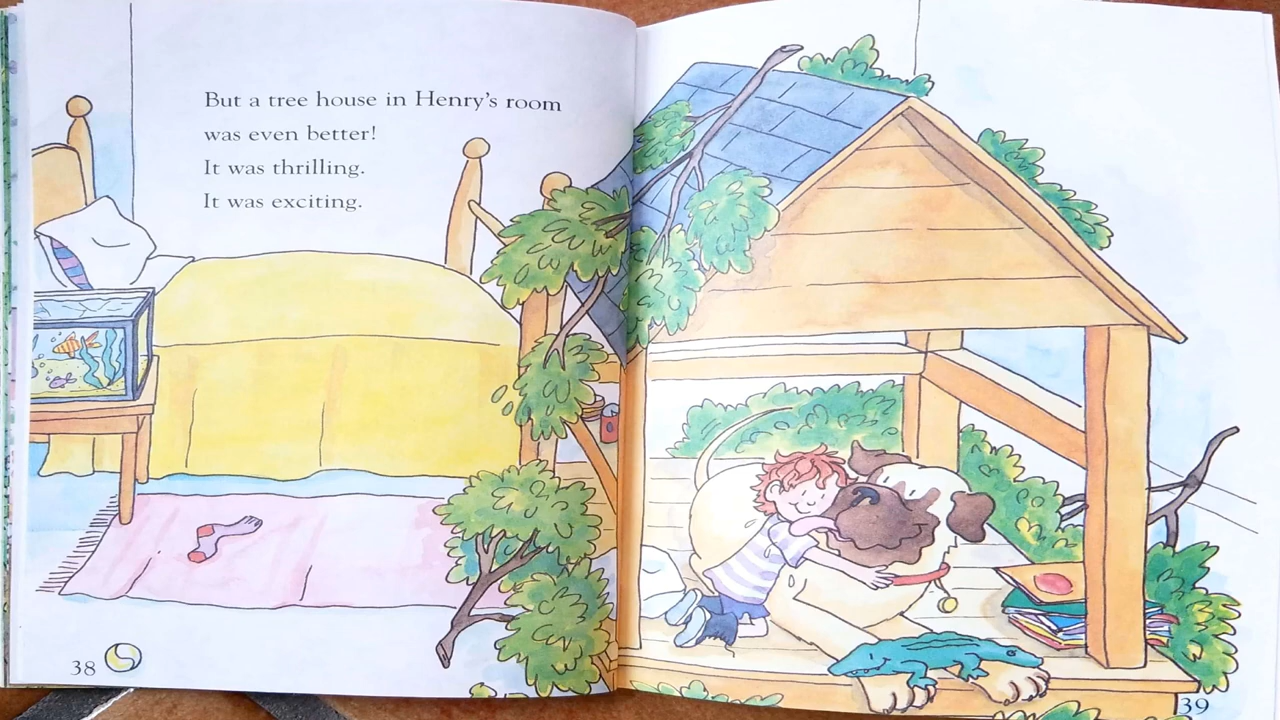 But a tree house in Henry's room
was even better!
It was thrilling.
It was exciting.
38
39